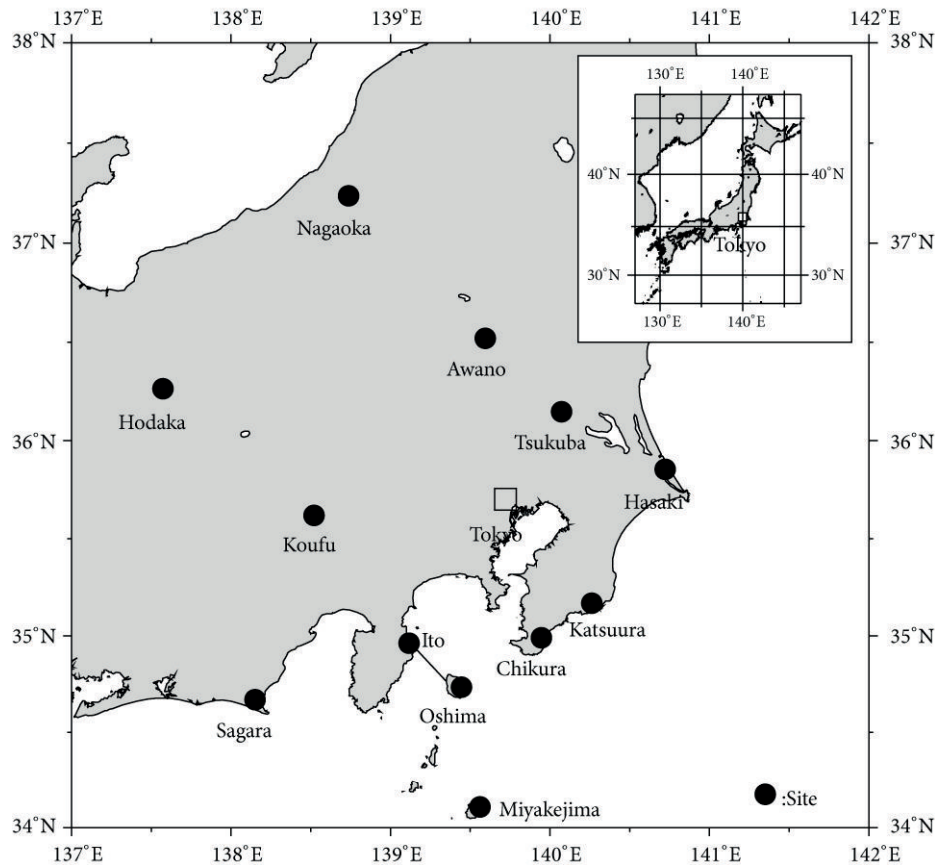 137˚E 138˚E 139˚E 140˚E 141˚E 142˚E
38˚N 38˚N
130˚E 140˚E
40˚N 40˚N
Tokyo
30˚N 30˚N
130˚E 140˚E
Nagaoka
37˚N 37˚N
Awano
Hodaka
Tsukuba
36˚N 36˚N
Hasaki
Tokyo
Koufu
Katsuura
35˚N Ito 35˚N
Chikura
Oshima
Sagara
Miyakejima :Site
34˚N 34˚N
137˚E 138˚E 139˚E 140˚E 141˚E 142˚E